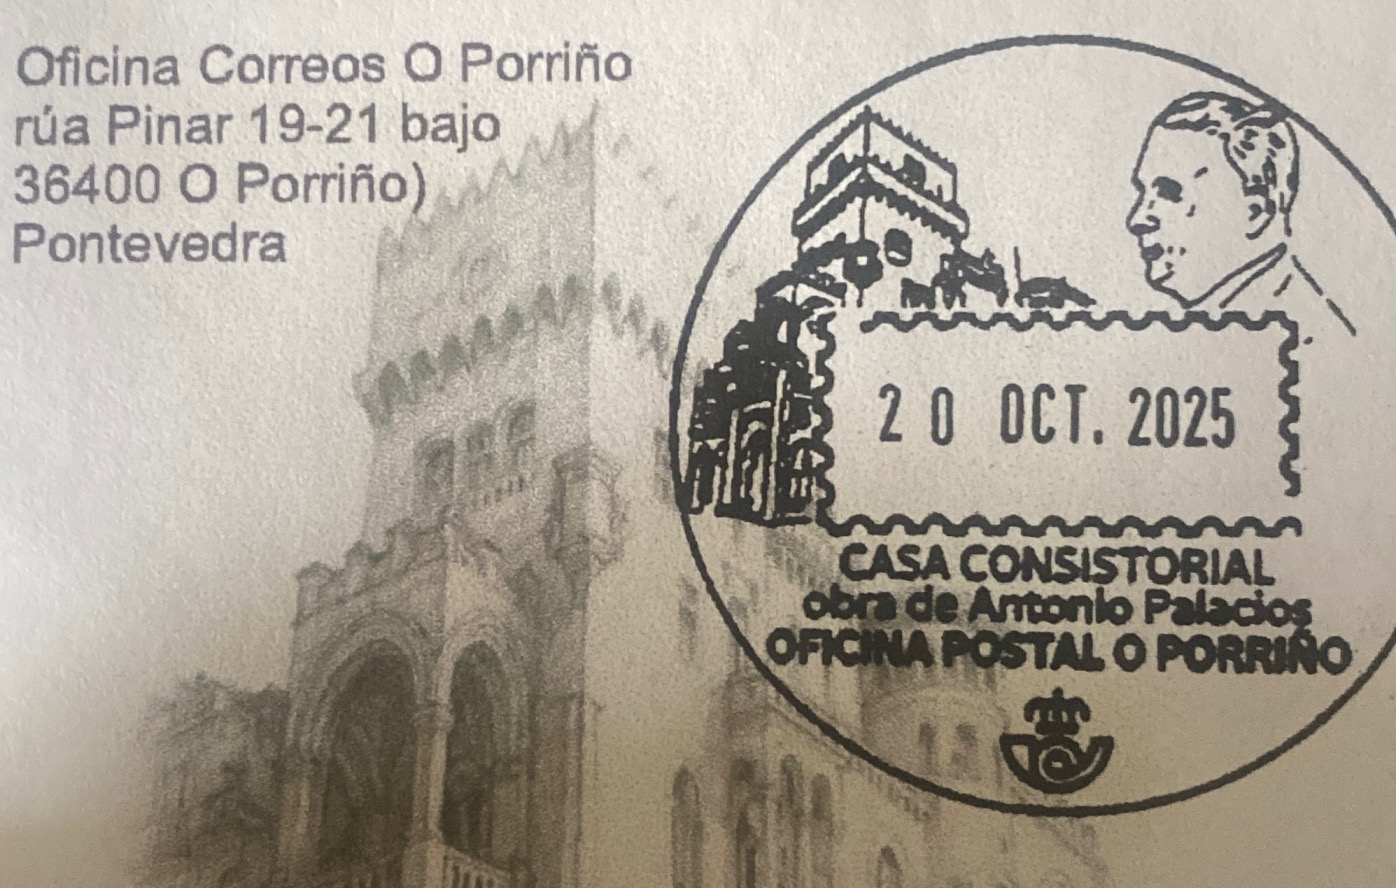 Oficina Correos O Porriño
rúa Pinar 19-21 bajo
36400 O Porriño)
Pontevedra
20 OCT. 2025
CASA CONSISTORIAL
obra de Antonio Palacios
OFICINA POSTAL O PORRIÑO